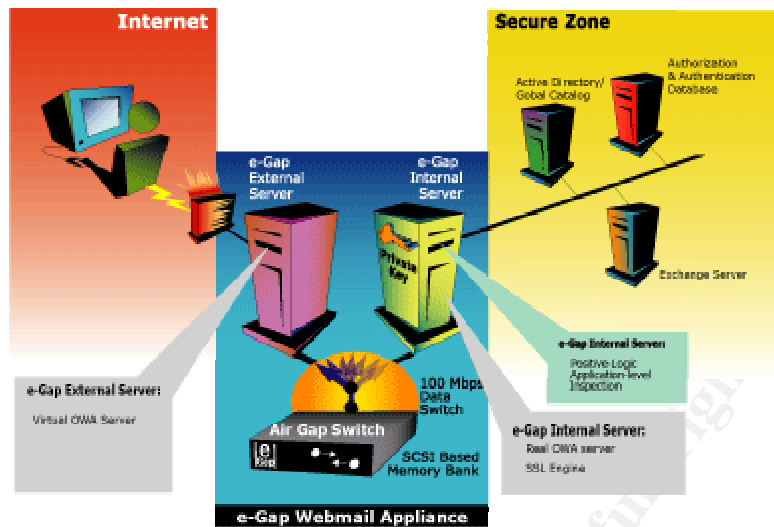 Internet
Secure Zone
Authorization
& Authentication
Database
Active Directory/
Gobal Catalog
e-Gap
External
Server
e-Gap
Internal
Server
Private
Key
Exchange Server
e-Gap Internal Server:
Positive-Logic
Application-level
Inspection
e-Gap External Server:
Virtual OWA Server
100 Mbps
Data
Switch
Air Gap Switch
e
Gap
SCSI Based
Memory Bank
e-Gap Internal Server:
Real OWA server
SSL Engine
e-Gap Webmail Appliance